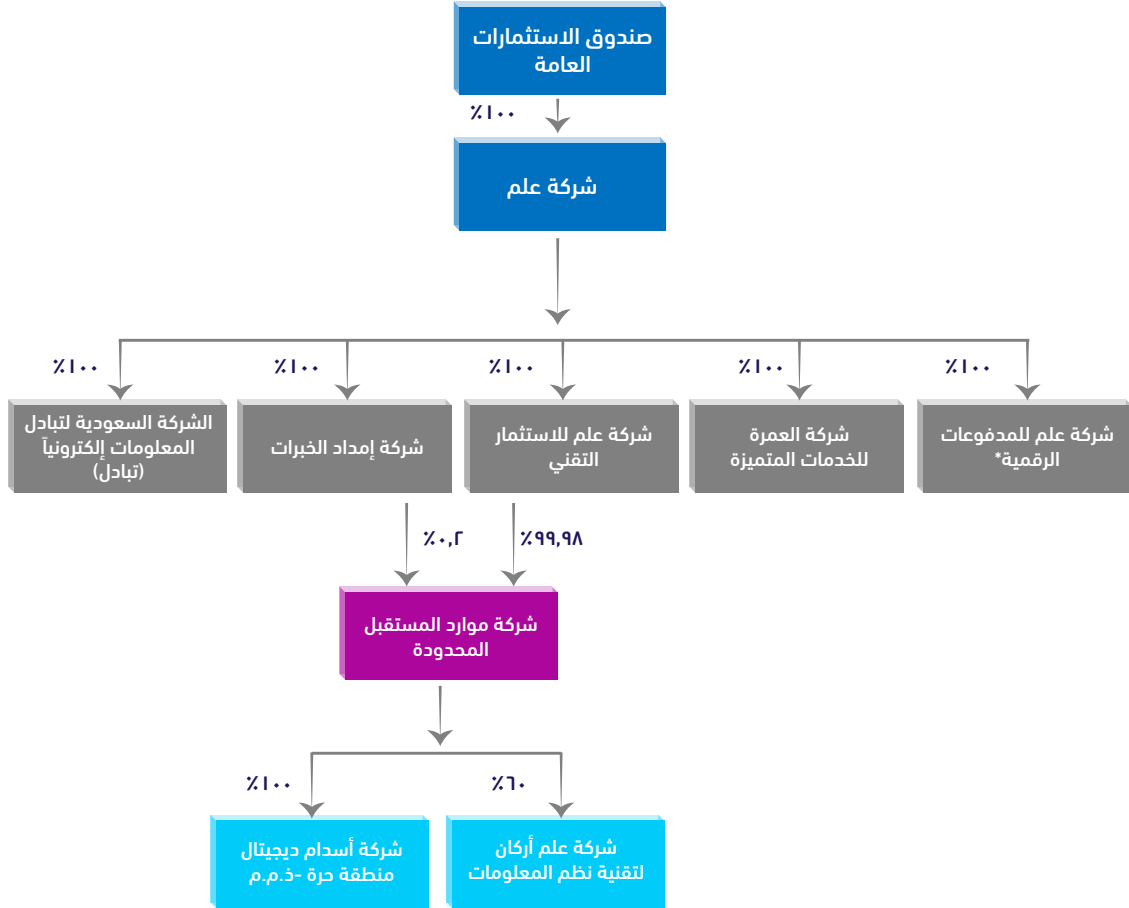 صندوق الاستثمارات
العامة
٪١٠٠
شركة علم
٪١٠٠
٪١٠٠
٪١٠٠
٪١٠٠
٪١٠٠
شركة علم للمدفوعات
الرقمية*
شركة العمرة
للخدمات المتميزة
شركة علم للاستثمار
التقني
شركة إمداد الخبرات
الشركة السعودية لتبادل
المعلومات إلكترونياً
(تبادل)
٪٩٩,٩٨
٪٠,٢
شركة موارد المستقبل
المحدودة
٪٦٠
٪١٠٠
شركة علم أركان
لتقنية نظم المعلومات
شركة أسدام ديجيتال
منطقة حرة -ذ.م.م